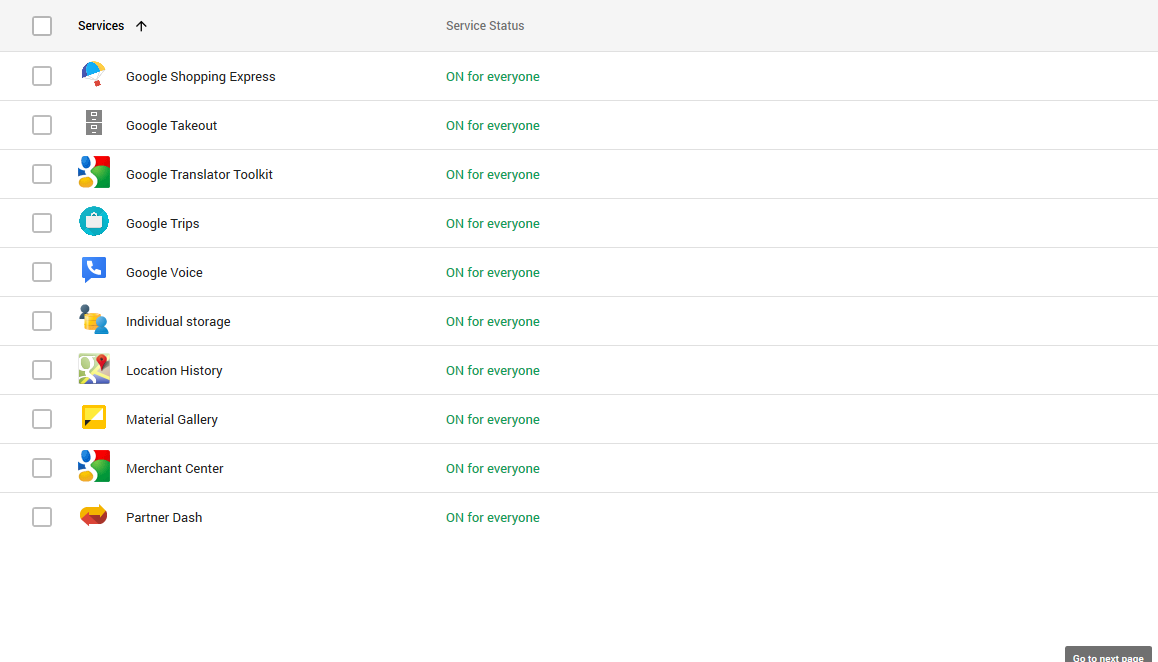 Services Service Status
Google Shopping Express ON for everyone
Google Takeout ON for everyone
Google Translator Toolkit ON for everyone
Google Trips ON for everyone
Google Voice ON for everyone
Individual storage ON for everyone
Location History ON for everyone
Material Gallery ON for everyone
Merchant Center ON for everyone
Partner Dash ON for everyone
Go to next page